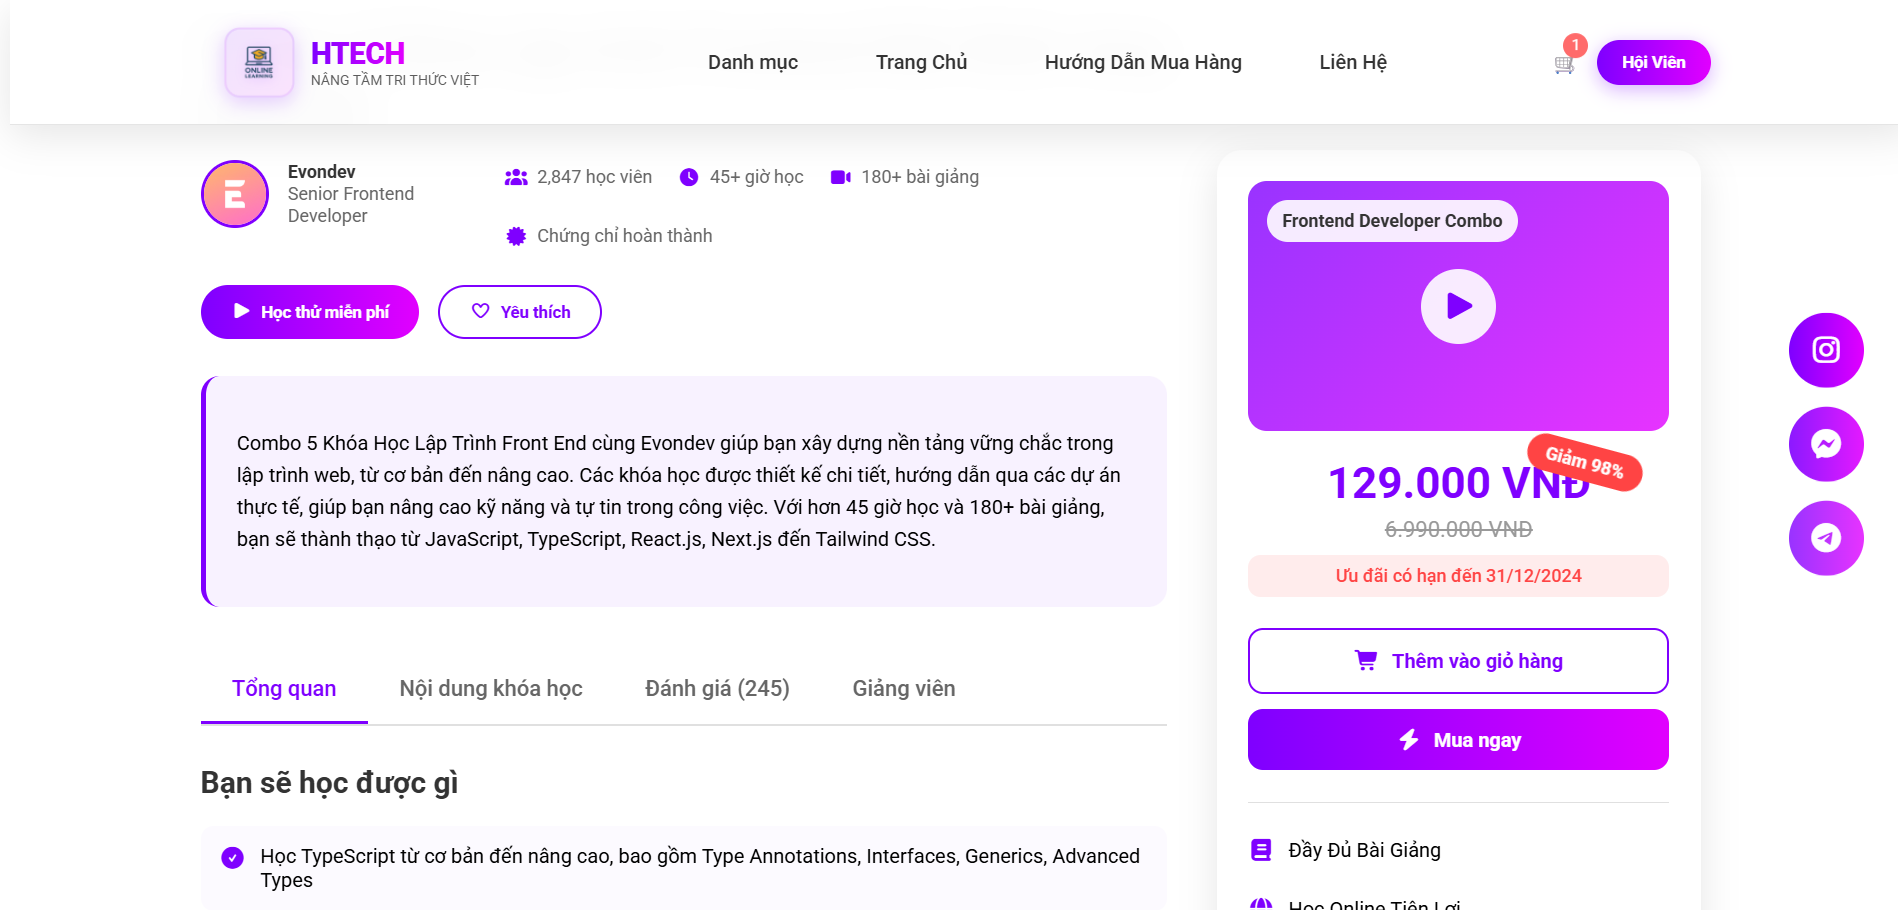 ONLINE
LEARNING
HTECH
NÂNG TẦM TRI THỨC VIỆT
Danh mục
Trang Chủ
Hướng Dẫn Mua Hàng
Liên Hệ
1
Hội Viên
E
Evondev
Senior Frontend
Developer
2,847 học viên
45+ giờ học
180+ bài giảng
Chứng chỉ hoàn thành
Học thử miễn phí
Yêu thích
Combo 5 Khóa Học Lập Trình Front End cùng Evondev giúp bạn xây dựng nền tảng vững chắc trong
lập trình web, từ cơ bản đến nâng cao. Các khóa học được thiết kế chi tiết, hướng dẫn qua các dự án
thực tế, giúp bạn nâng cao kỹ năng và tự tin trong công việc. Với hơn 45 giờ học và 180+ bài giảng,
bạn sẽ thành thạo từ JavaScript, TypeScript, React.js, Next.js đến Tailwind CSS.
Tổng quan
Nội dung khóa học
Đánh giá (245)
Giảng viên
Bạn sẽ học được gì
Học TypeScript từ cơ bản đến nâng cao, bao gồm Type Annotations, Interfaces, Generics, Advanced
Types
Frontend Developer Combo
Giảm 98%
129.000 VNĐ
6.990.000 VNĐ
Ưu đãi có hạn đến 31/12/2024
Thêm vào giỏ hàng
Mua ngay
Đầy Đủ Bài Giảng
Học Online Tiện Lợi